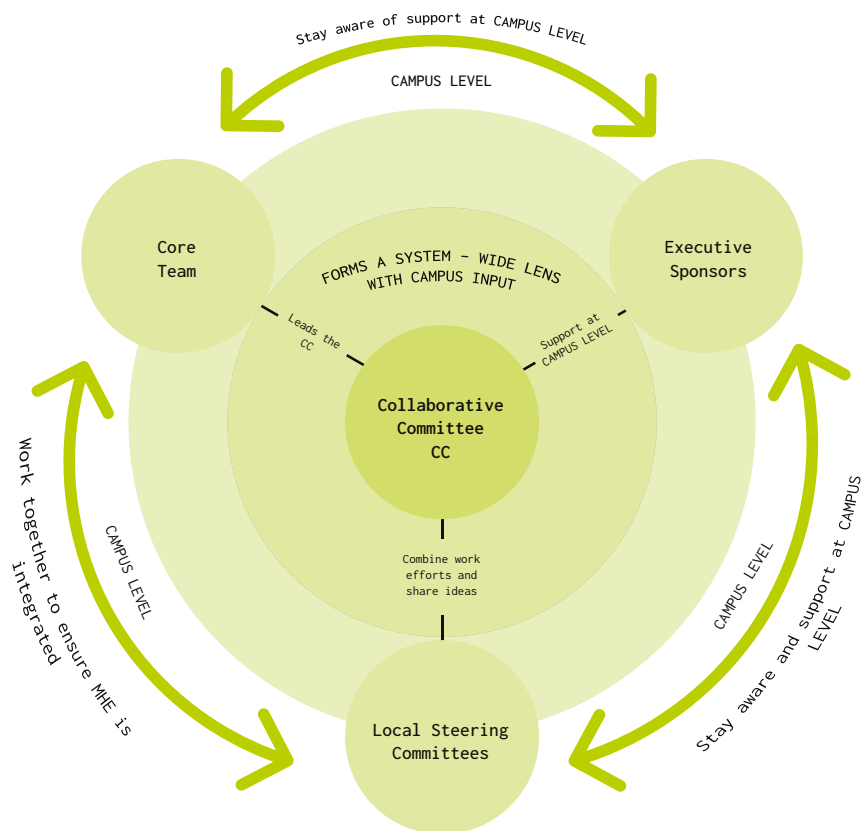 Stay aware of support at CAMPUS LEVEL
CAMPUS LEVEL
Core
Team
Executive
Sponsors
FORMS A SYSTEM – WIDE LENS
WITH CAMPUS INPUT
Leads the
CC
Support at
CAMPUS LEVEL
Collaborative
Committee
CC
Combine work
efforts and
share ideas
Work together to ensure MHE is
integrated
CAMPUS LEVEL
CAMPUS LEVEL
Stay aware and support at CAMPUS
LEVEL
Local Steering
Committees